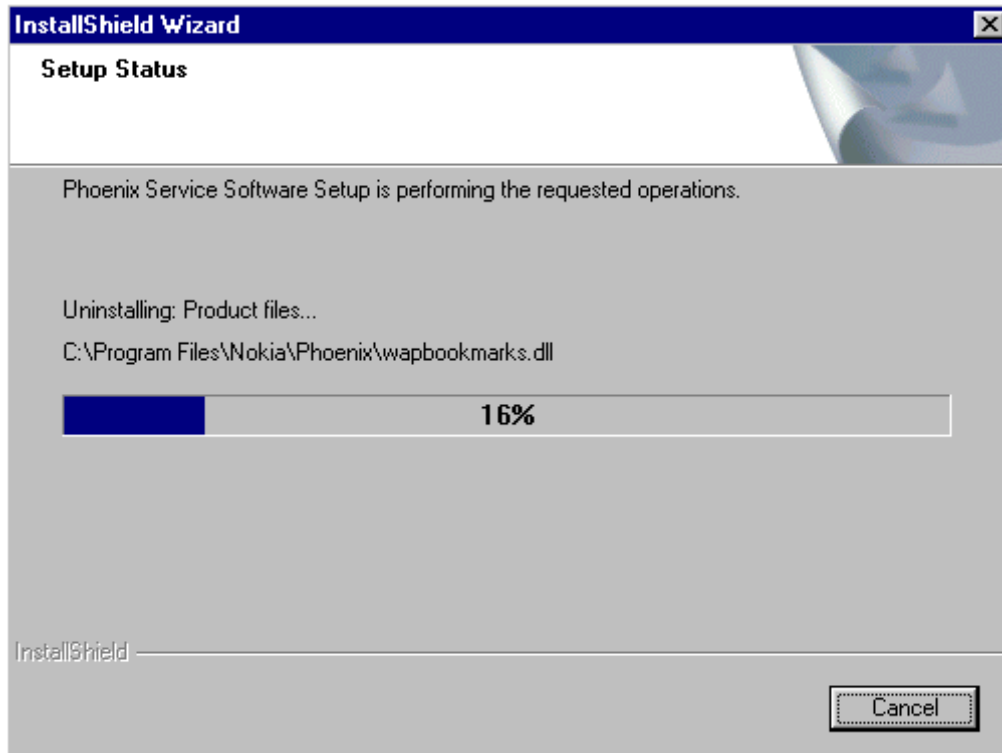 InstallShield Wizard
Setup Status
Phoenix Service Software Setup is performing the requested operations.
Uninstalling: Product files...
C:\Program Files\Nokia\Phoenix\wapbookmarks.dll
16%
InstallShield
Cancel